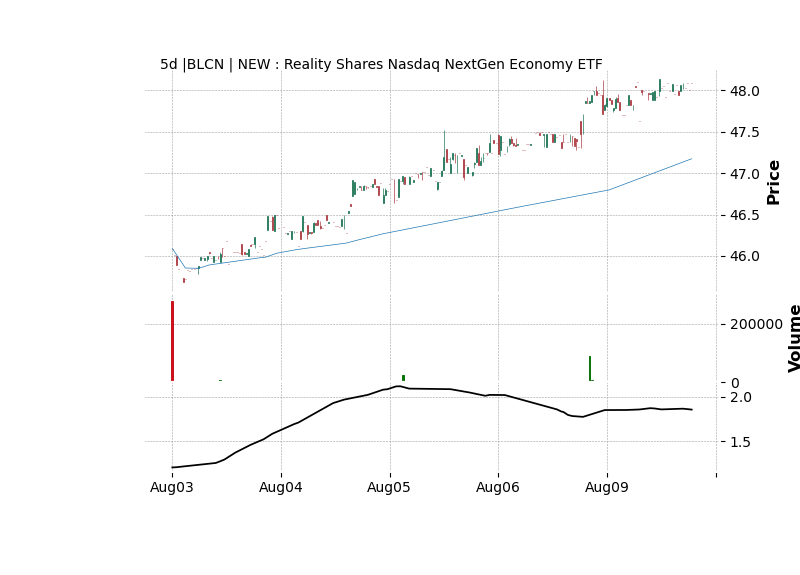 5d |BLCN | NEW : Reality Shares Nasdaq NextGen Economy ETF
48.0
47.5
47.0
46.5
46.0
Price
200000
0
Volume
2.0
1.5
Aug03 Aug04 Aug05 Aug06 Aug09